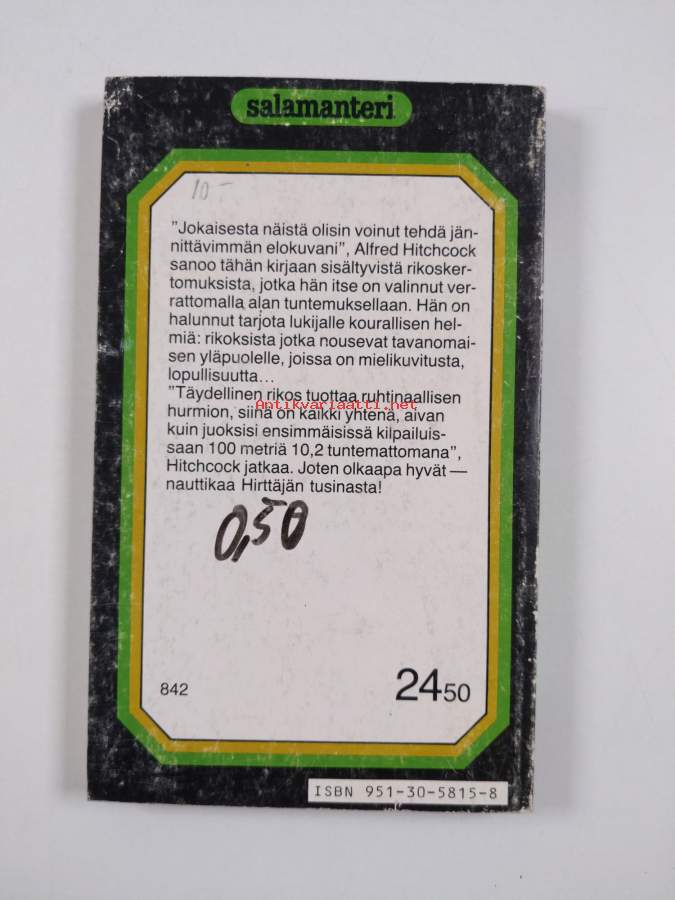 salamanteri
10-
"Jokaisesta näistä olisin voinut tehdä jän-
nittävimmän elokuvani", Alfred Hitchcock
sanoo tähän kirjaan sisältyvistä rikosker-
tomuksista, jotka hän itse on valinnut ver-
rattomalla alan tuntemuksellaan. Hän on
halunnut tarjota lukijalle kourallisen hel-
miä: rikoksista jotka nousevat tavanomai-
sen yläpuolelle, joissa on mielikuvitusta,
lopullisuutta...
"Täydellinen rikos tuottaa ruhtinaallisen
Antikvariaatti.net
hurmion, siinä on kaikki yhtenä, aivan
kuin juoksisi ensimmäisissä kilpailuis-
saan 100 metriä 10,2 tuntemattomana",
Hitchcock jatkaa. Joten olkaapa hyvät —
nauttikaa Hirttäjän tusinasta!
0,50
842
24 50
ISBN 951-30-5815-8